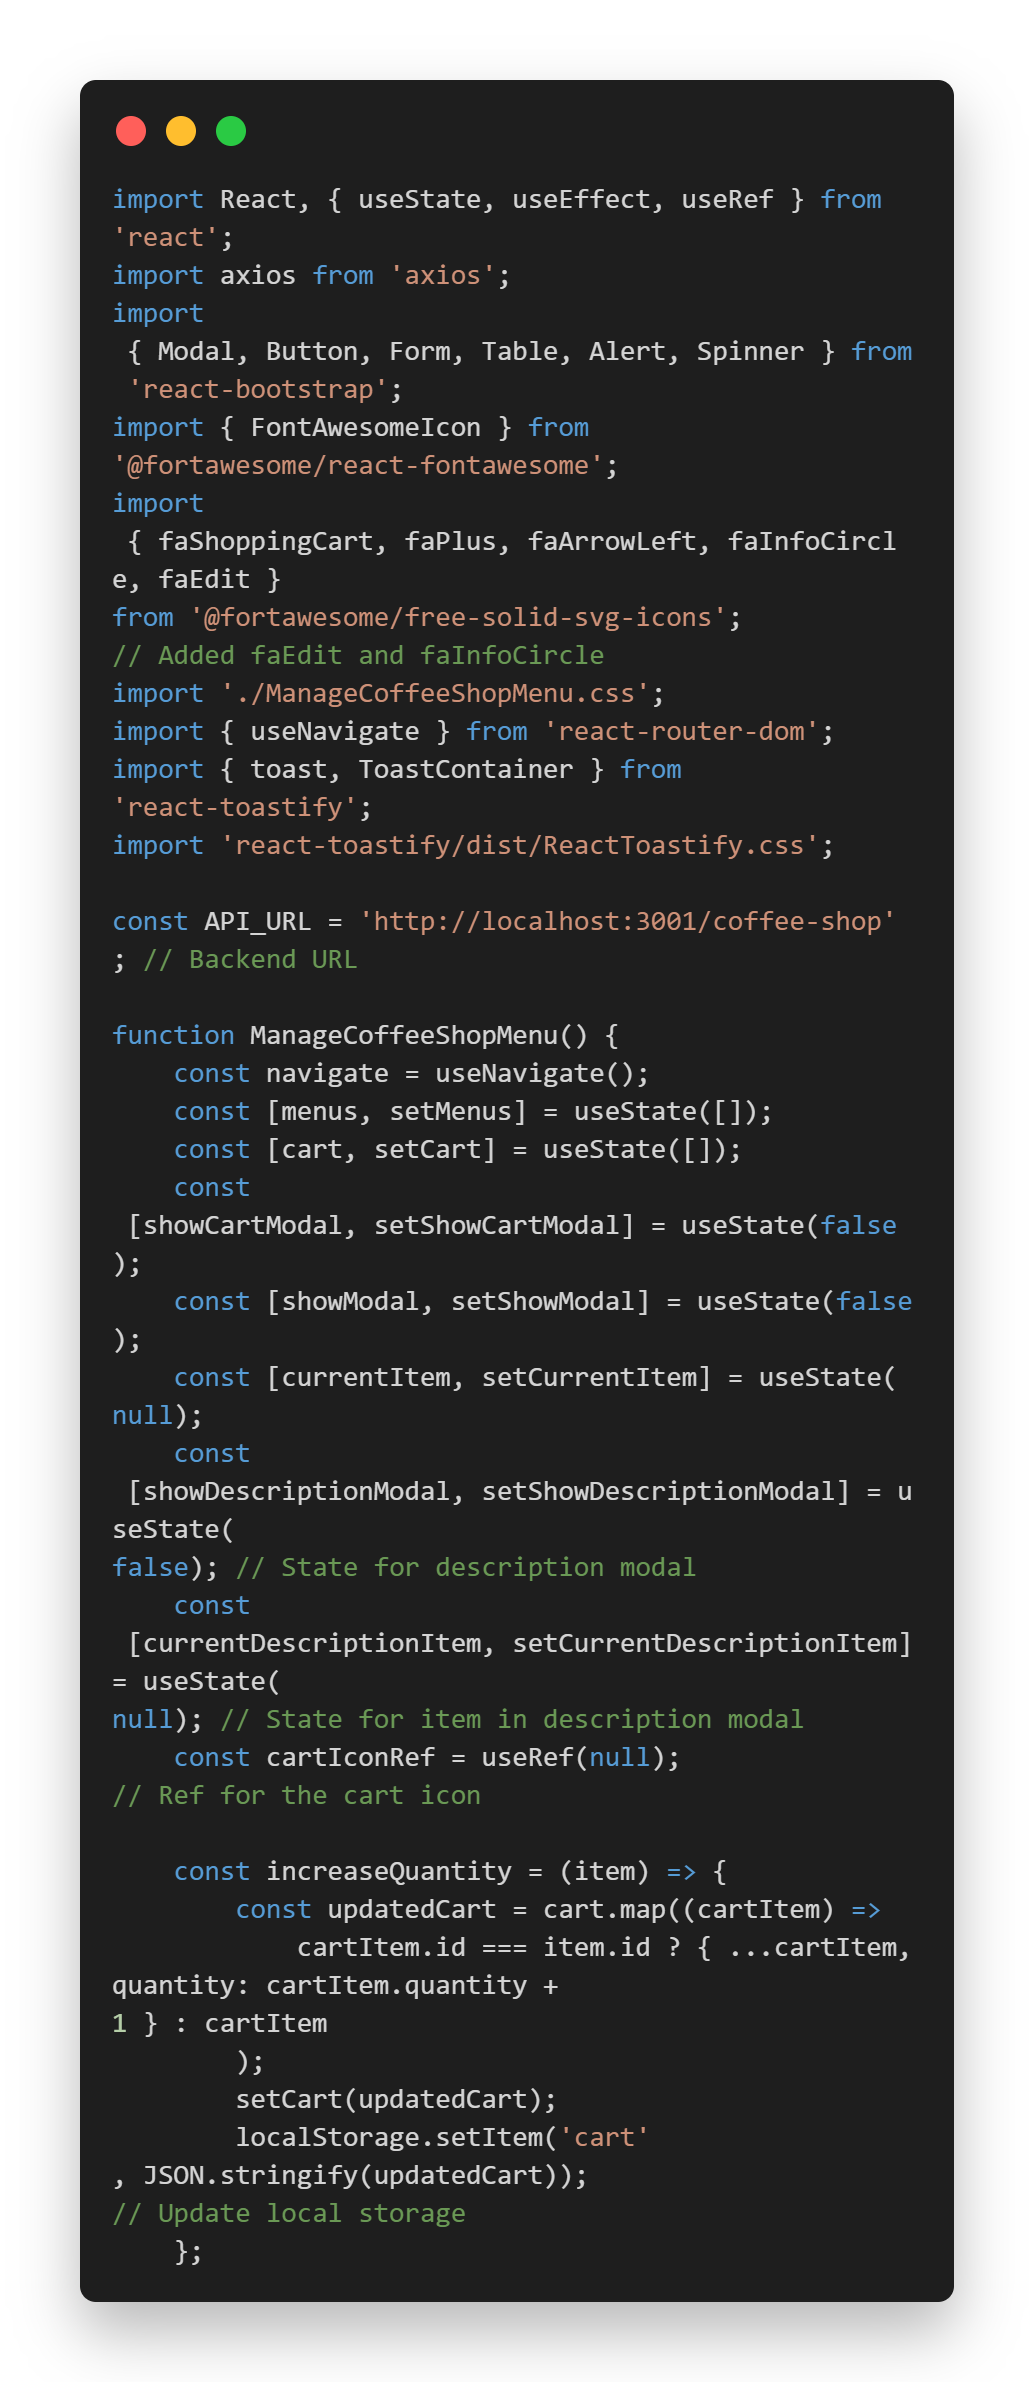 import React, { useState, useEffect, useRef } from
'react';
import axios from 'axios';
import
 { Modal, Button, Form, Table, Alert, Spinner } from
 'react-bootstrap';
import { FontAwesomeIcon } from
'@fortawesome/react-fontawesome';
import
 { faShoppingCart, faPlus, faArrowLeft, faInfoCircl
e, faEdit }
from '@fortawesome/free-solid-svg-icons';
// Added faEdit and faInfoCircle
import './ManageCoffeeShopMenu.css';
import { useNavigate } from 'react-router-dom';
import { toast, ToastContainer } from
'react-toastify';
import 'react-toastify/dist/ReactToastify.css';

const API_URL = 'http://localhost:3001/coffee-shop'
; // Backend URL

function ManageCoffeeShopMenu() {
    const navigate = useNavigate();
    const [menus, setMenus] = useState([]);
    const [cart, setCart] = useState([]);
    const
 [showCartModal, setShowCartModal] = useState(false
);
    const [showModal, setShowModal] = useState(false
);
    const [currentItem, setCurrentItem] = useState(
null);
    const
 [showDescriptionModal, setShowDescriptionModal] = u
seState(
false); // State for description modal
    const
 [currentDescriptionItem, setCurrentDescriptionItem]
= useState(
null); // State for item in description modal
    const cartIconRef = useRef(null);
// Ref for the cart icon

    const increaseQuantity = (item) => {
        const updatedCart = cart.map((cartItem) =>
            cartItem.id === item.id ? { ...cartItem,
quantity: cartItem.quantity +
1 } : cartItem
        );
        setCart(updatedCart);
        localStorage.setItem('cart'
, JSON.stringify(updatedCart));
// Update local storage
    };